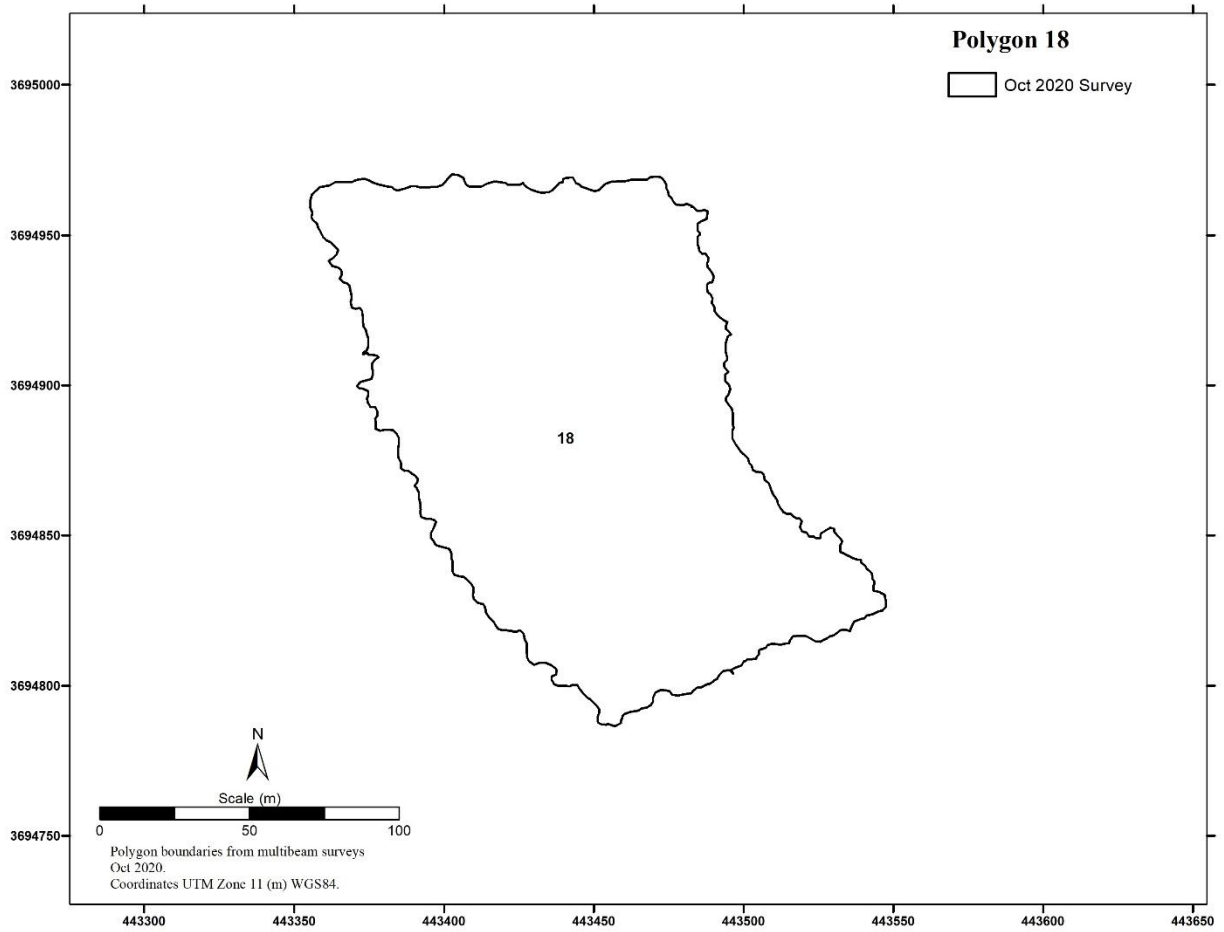 Polygon 18
Oct 2020 Survey
3695000
3694950
3694900
18
3694850
3694800
N
Scale (m)
3694750
0 50 100
Polygon boundaries from multibeam surveys
Oct 2020.
Coordinates UTM Zone 11 (m) WGS84.
443300 443350 443400 443450 443500 443550 443600 443650